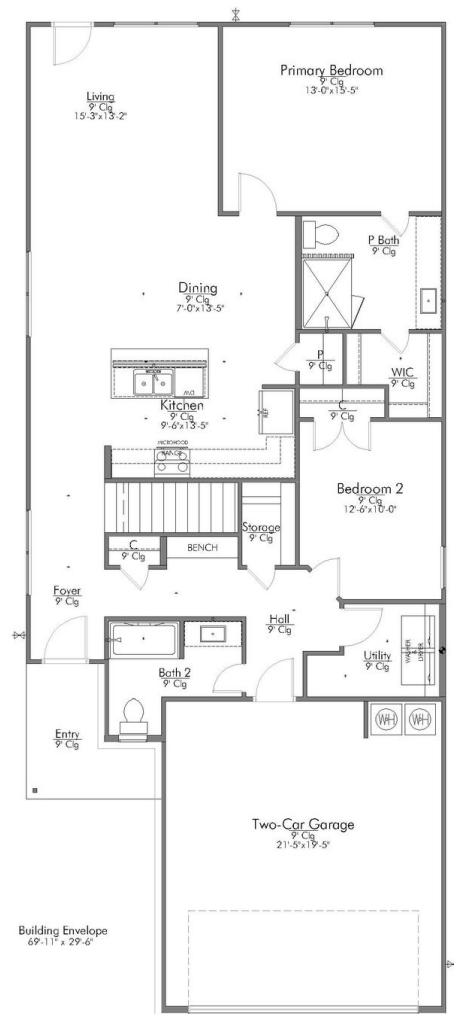 Primary Bedroom
9' Clg
13'-0"x15'-5"
Living
9' Clg
15'-3"x13'-2"
P Bath
9' Clg
Dining
9' Clg
7'-0"x13'-5"
P
9' Clg
WIC
9' Clg
DW
Kitchen
9' Clg
9'-6"x13'-5"
REF
C
9' Clg
MICROHOOD
RANGE
Bedroom 2
9' Clg
12'-6"x10'-0"
Storage
9' Clg
C
9' Clg
BENCH
Foyer
9' Clg
Hall
9' Clg
Utility
9' Clg
WASHER
&
DRYER
Bath 2
9' Clg
WH
WH
Entry
9' Clg
Two-Car Garage
9' Clg
21'-5"x19'-5"
Building Envelope
69'-11" x 29'-6"